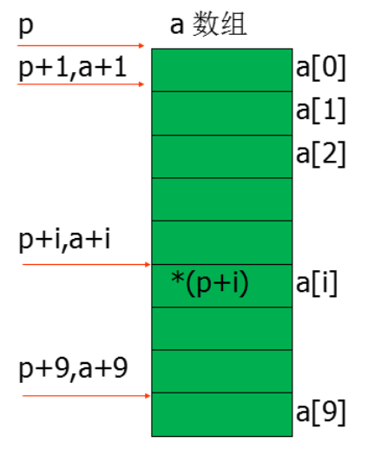 p
a 数组
p+1,a+1
a[0]
a[1]
a[2]
p+i,a+i
*(p+i)
a[i]
p+9,a+9
a[9]